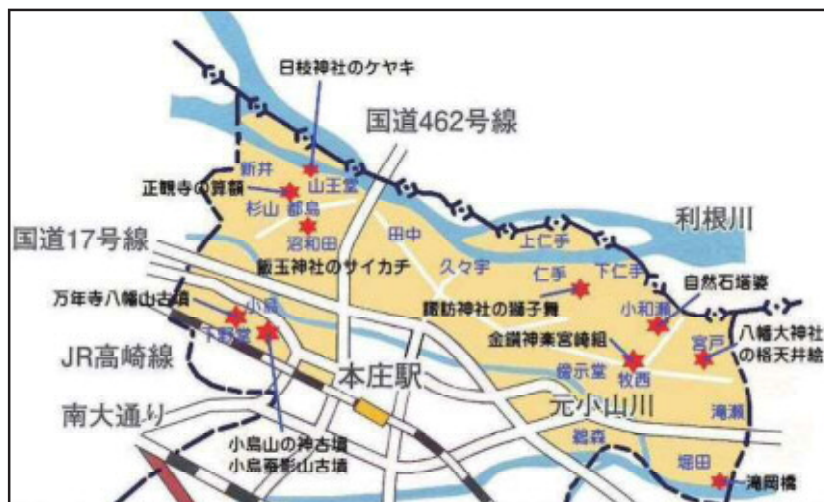 日枝神社のケヤキ
国道462号線
新井
山王堂
正観寺の算額
杉山
都島
沼和田
田中
利根川
国道17号線
飯玉神社のサイカチ
久々宇
上仁手
仁手
下仁手
自然石塔婆
万年寺八幡山古墳
小島
下野堂
諏訪神社の獅子舞
小和瀬
JR高崎線
金鑚神楽宮崎組
宮戸
八幡大神社
の格天井絵
本庄駅
傍示堂
牧西
南大通り
元小山川
滝瀬
小島山の神古墳
小島蚕影山古墳
鵜森
堀田
滝岡橋